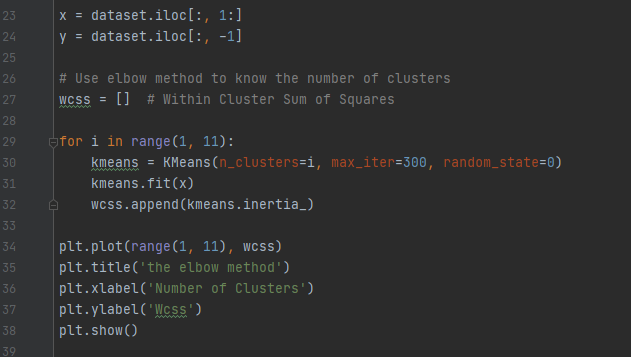 23 x = dataset.iloc[:, 1:]
24 y = dataset.iloc[:, -1]
25
26 # Use elbow method to know the number of clusters
27 wcss = []  # Within Cluster Sum of Squares
28
29 for i in range(1, 11):
30     kmeans = KMeans(n_clusters=i, max_iter=300, random_state=0)
31     kmeans.fit(x)
32     wcss.append(kmeans.inertia_)
33
34 plt.plot(range(1, 11), wcss)
35 plt.title('the elbow method')
36 plt.xlabel('Number of Clusters')
37 plt.ylabel('Wcss')
38 plt.show()
39